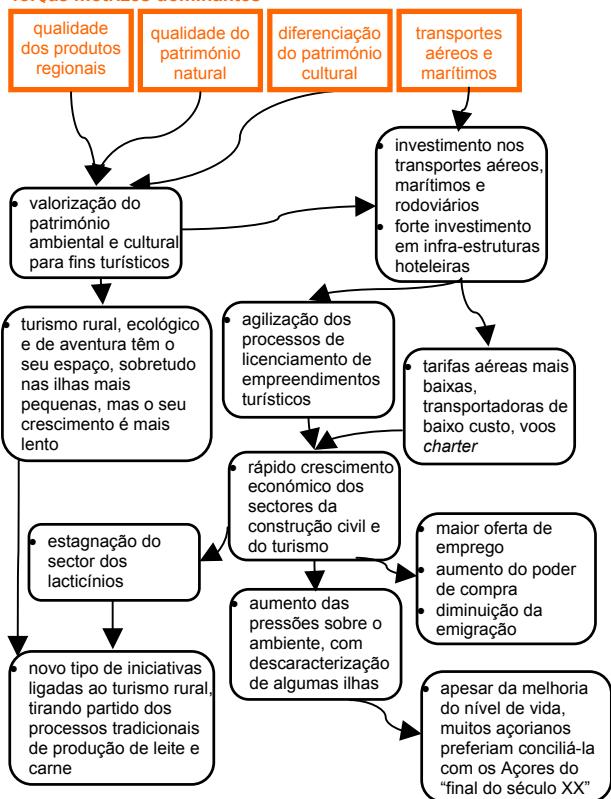 forças motrizes dominantes
qualidade
dos produtos
regionais
qualidade do
património
natural
diferenciação
do património
cultural
transportes
aéreos e
marítimos
• investimento nos
transportes aéreos,
marítimos e
rodoviários
• forte investimento
em infra-estruturas
hoteleiras
• valorização do
património
ambiental e cultural
para fins turísticos
• turismo rural, ecológico
e de aventura têm o
seu espaço, sobretudo
nas ilhas mais
pequenas, mas o seu
crescimento é mais
lento
• agilização dos
processos de
licenciamento de
empreendimentos
turísticos
• tarifas aéreas mais
baixas,
transportadoras de
baixo custo, voos
charter
• rápido crescimento
económico dos
sectores da
construção civil e
do turismo
• estagnação do
sector dos
lacticínios
• maior oferta de
emprego
• aumento do poder
de compra
• diminuição da
emigração
• aumento das
pressões sobre o
ambiente, com
descaracterização
de algumas ilhas
• novo tipo de iniciativas
ligadas ao turismo rural,
tirando partido dos
processos tradicionais
de produção de leite e
carne
• apesar da melhoria
do nível de vida,
muitos açorianos
preferiam conciliá-la
com os Açores do
“final do século XX”